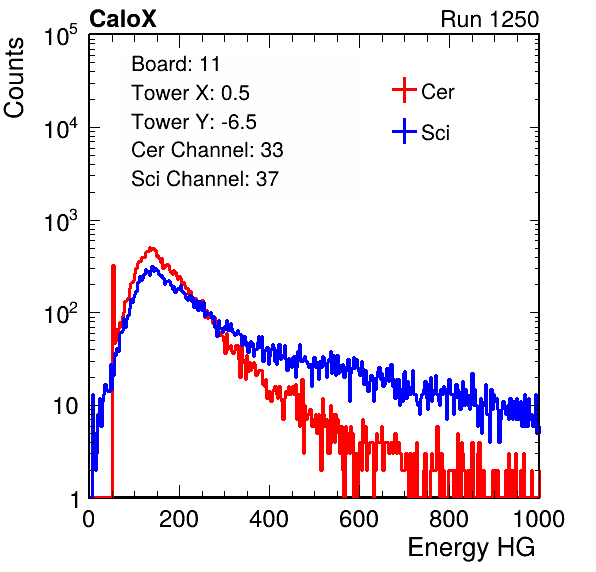 CaloX Run 1250
Counts
Board: 11
Tower X: 0.5
Tower Y: -6.5
Cer Channel: 33
Sci Channel: 37
Cer
Sci
10^5
10^4
10^3
10^2
10
1
0 200 400 600 800 1000
Energy HG